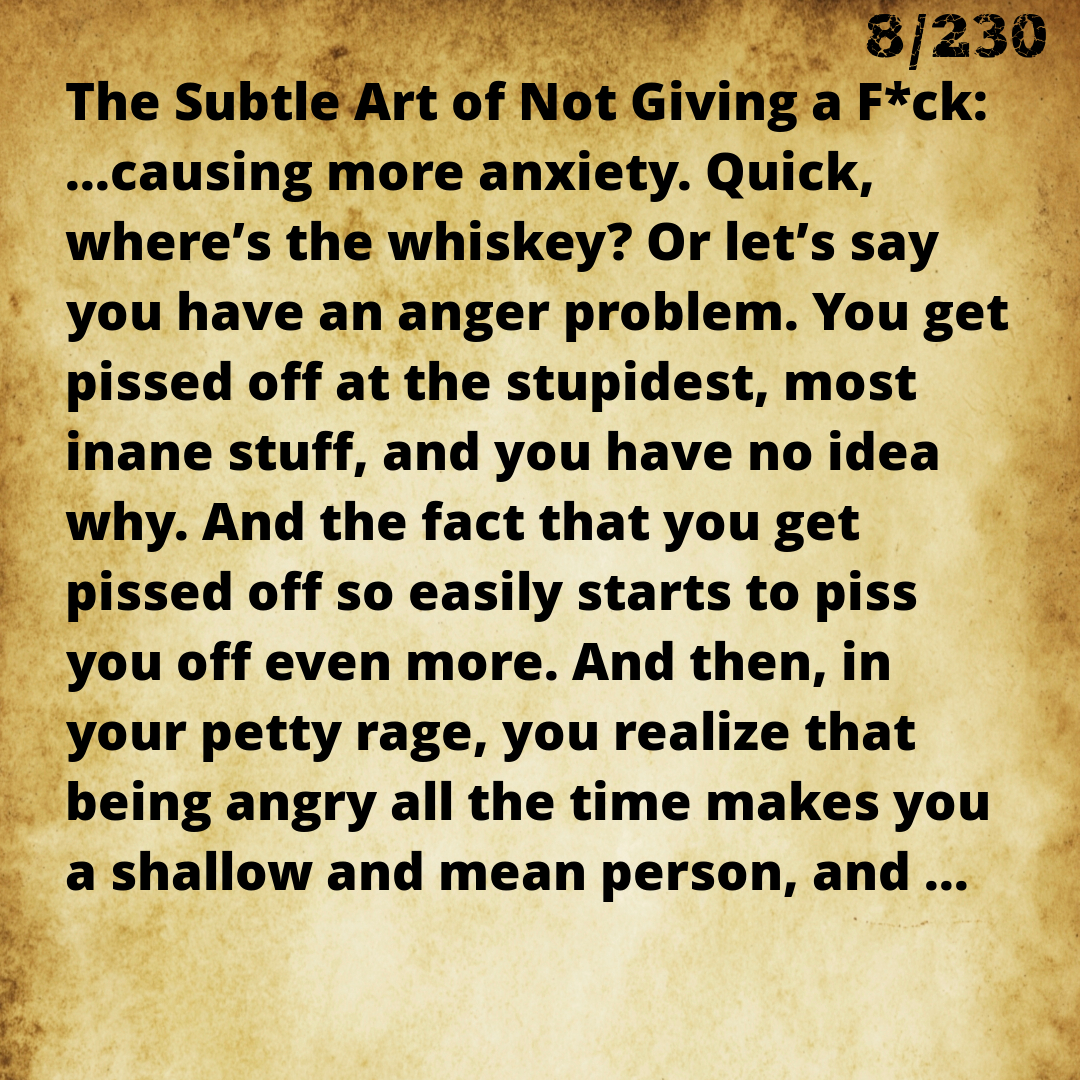 8/230
The Subtle Art of Not Giving a F*ck:
...causing more anxiety. Quick,
where’s the whiskey? Or let’s say
you have an anger problem. You get
pissed off at the stupidest, most
inane stuff, and you have no idea
why. And the fact that you get
pissed off so easily starts to piss
you off even more. And then, in
your petty rage, you realize that
being angry all the time makes you
a shallow and mean person, and ...